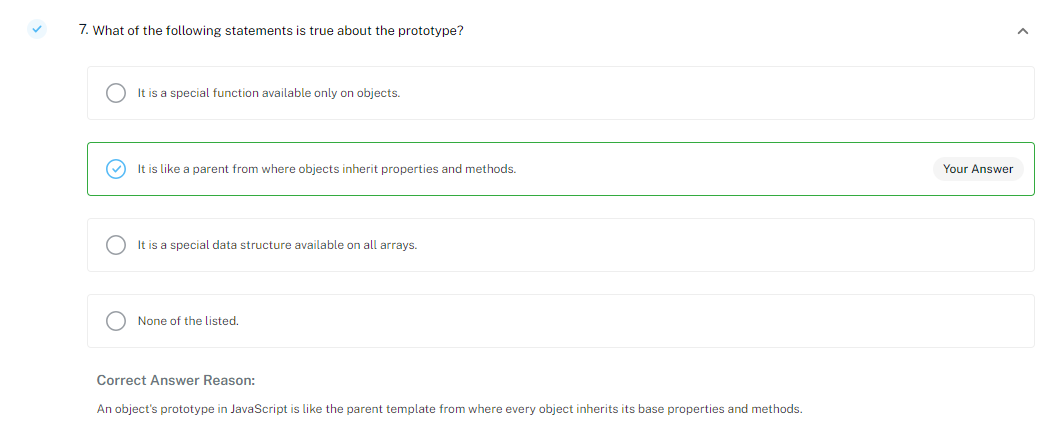 7. What of the following statements is true about the prototype?
It is a special function available only on objects.
It is like a parent from where objects inherit properties and methods.
Your Answer
It is a special data structure available on all arrays.
None of the listed.
Correct Answer Reason:
An object's prototype in JavaScript is like the parent template from where every object inherits its base properties and methods.